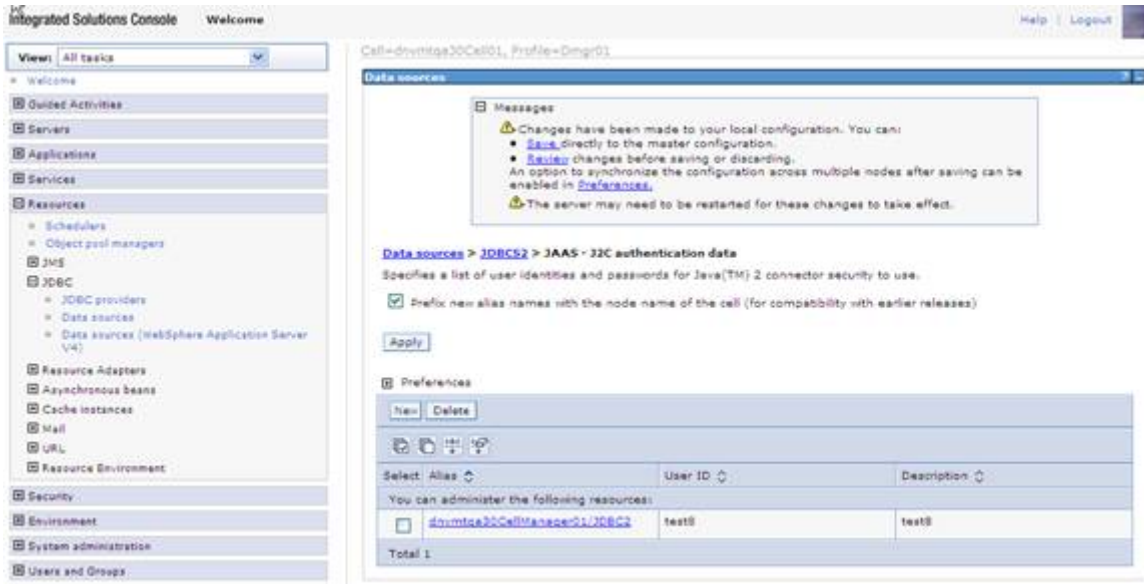 Integrated Solutions Console Welcome
Help | Logout
View: All tasks
Welcome
Guided Activities
Servers
Applications
Services
Resources
Schedulers
Object pool managers
JMS
JDBC
JDBC providers
Data sources
Data sources (WebSphere Application Server
V4)
Resource Adapters
Asynchronous beans
Cache instances
Mail
URL
Resource Environment
Security
Environment
System administration
Users and Groups
Cell=dnvmtqa30Cell01, Profile=Dmgr01
Data sources ?
Messages
Changes have been made to your local configuration. You can:
Save directly to the master configuration.
Review changes before saving or discarding.
An option to synchronize the configuration across multiple nodes after saving can be
enabled in Preferences.
The server may need to be restarted for these changes to take effect.
Data sources > JDBCS2 > JAAS - J2C authentication data
Specifies a list of user identities and passwords for Java(TM) 2 connector security to use.
Prefix new alias names with the node name of the cell (for compatibility with earlier releases)
Apply
Preferences
New Delete
Select Alias User ID Description
You can administer the following resources:
dnvmtqa30CellManager01/JDBC2 test8 test8
Total 1